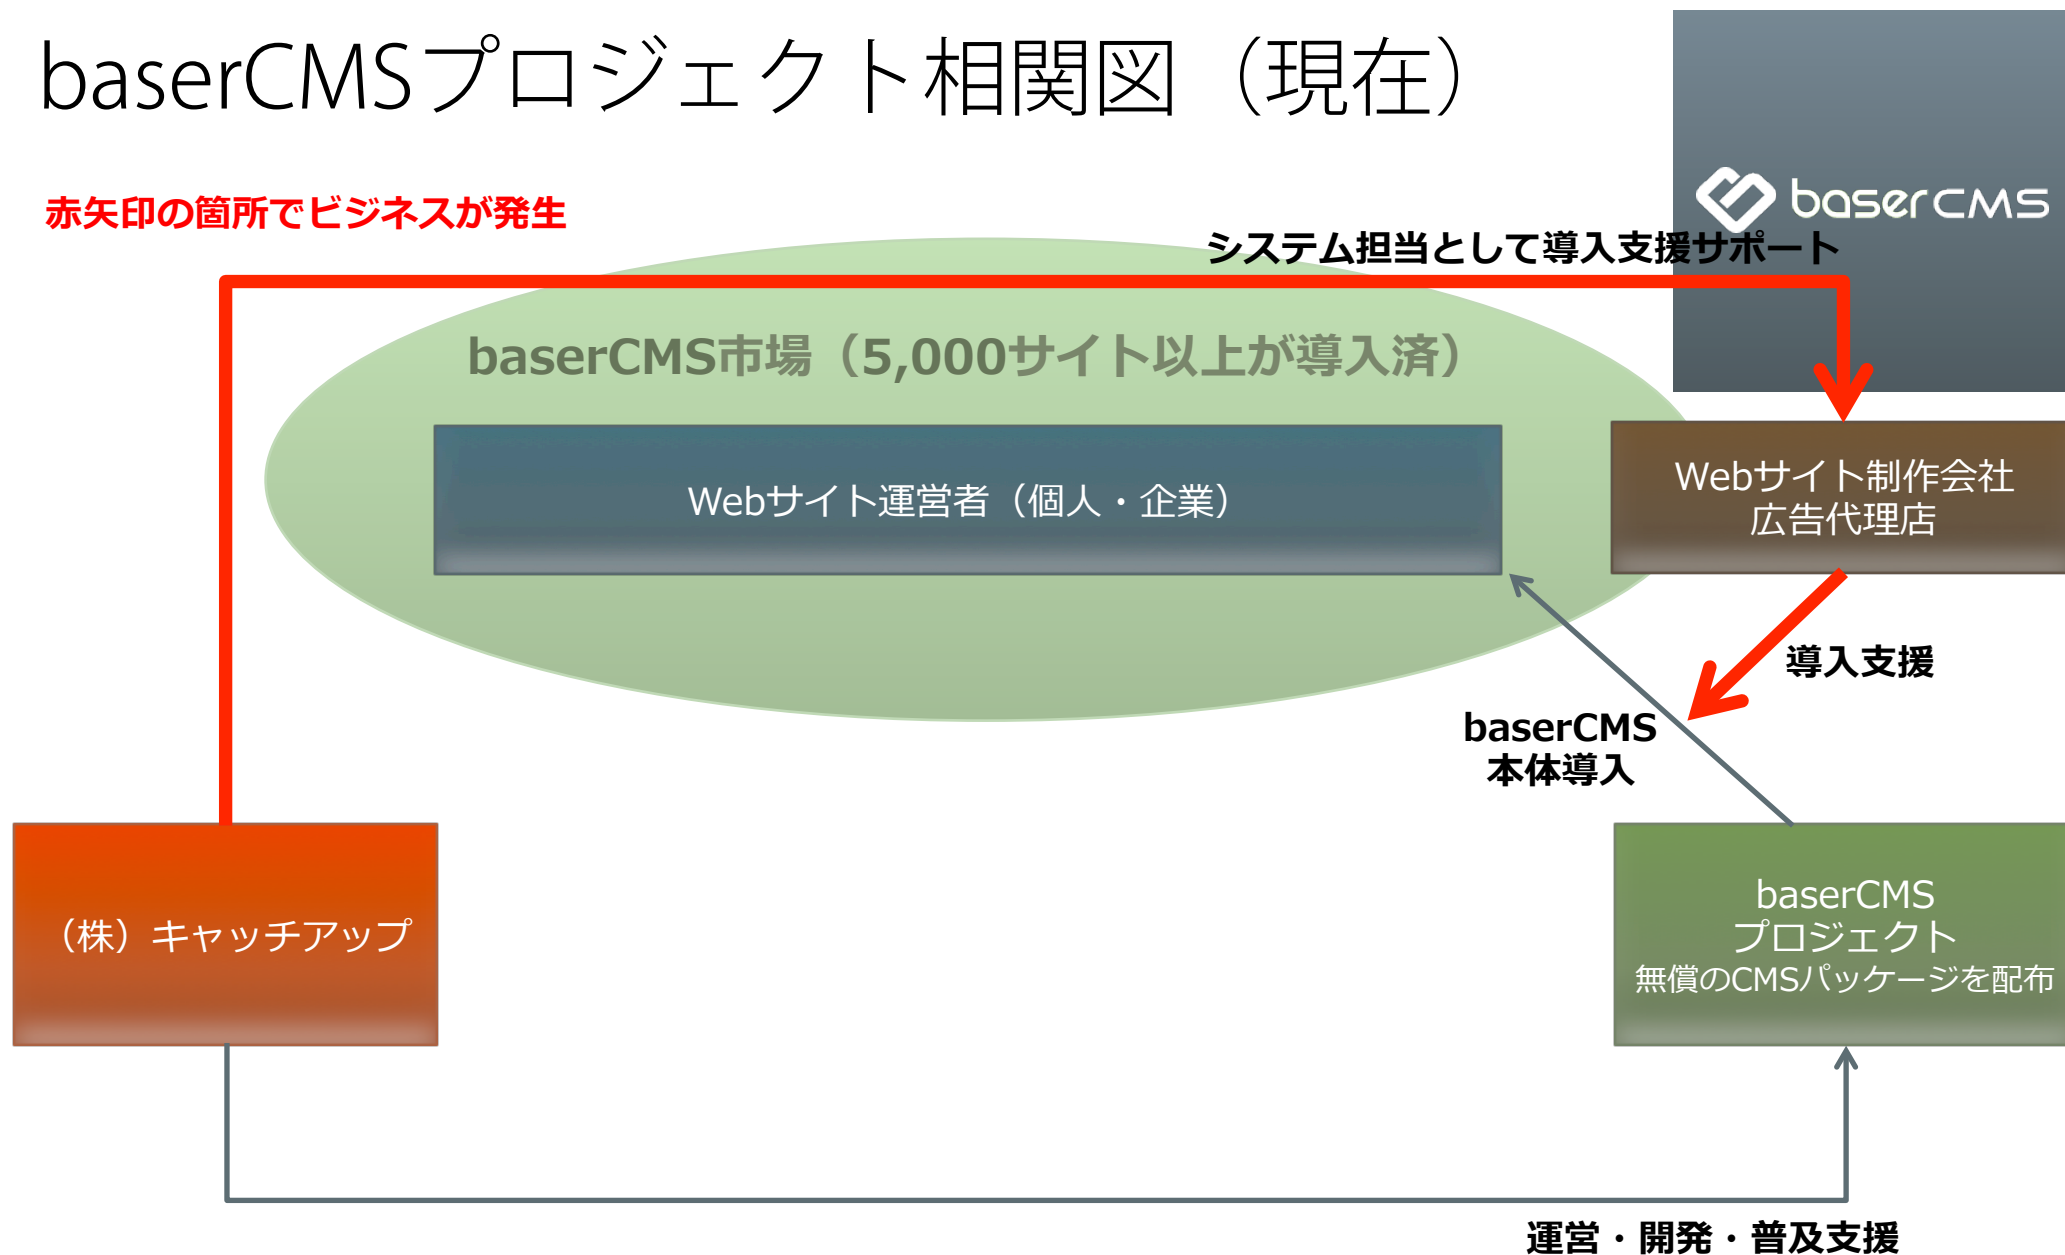 baserCMSプロジェクト相関図（現在）
baserCMS
赤矢印の箇所でビジネスが発生
システム担当として導入支援サポート
baserCMS市場（5,000サイト以上が導入済）
Webサイト運営者（個人・企業）
Webサイト制作会社
広告代理店
導入支援
baserCMS
本体導入
（株）キャッチアップ
baserCMS
プロジェクト
無償のCMSパッケージを配布
運営・開発・普及支援